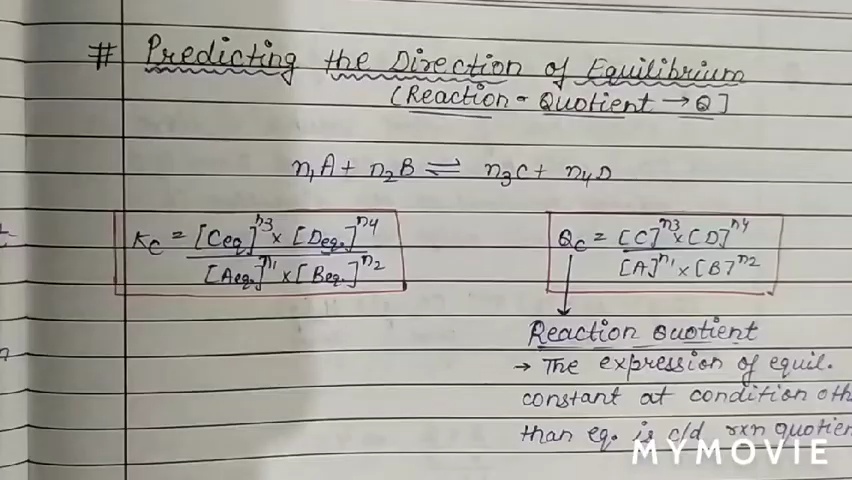 # Predicting the Direction of Equilibrium
[Reaction - Quotient → Q]
n₁A + n₂B ⇌ n₃C + n₄D
Kc = [Ceq]ⁿ³ × [Deq.]ⁿ⁴
[Aeq.]ⁿ¹ × [Beq.]ⁿ²
Qc = [C]ⁿ³ × [D]ⁿ⁴
[A]ⁿ¹ × [B]ⁿ²
Reaction Quotient
→ The expression of equil.
constant at condition oth
than eq. is c/d rxn quotien
MYMOVIE